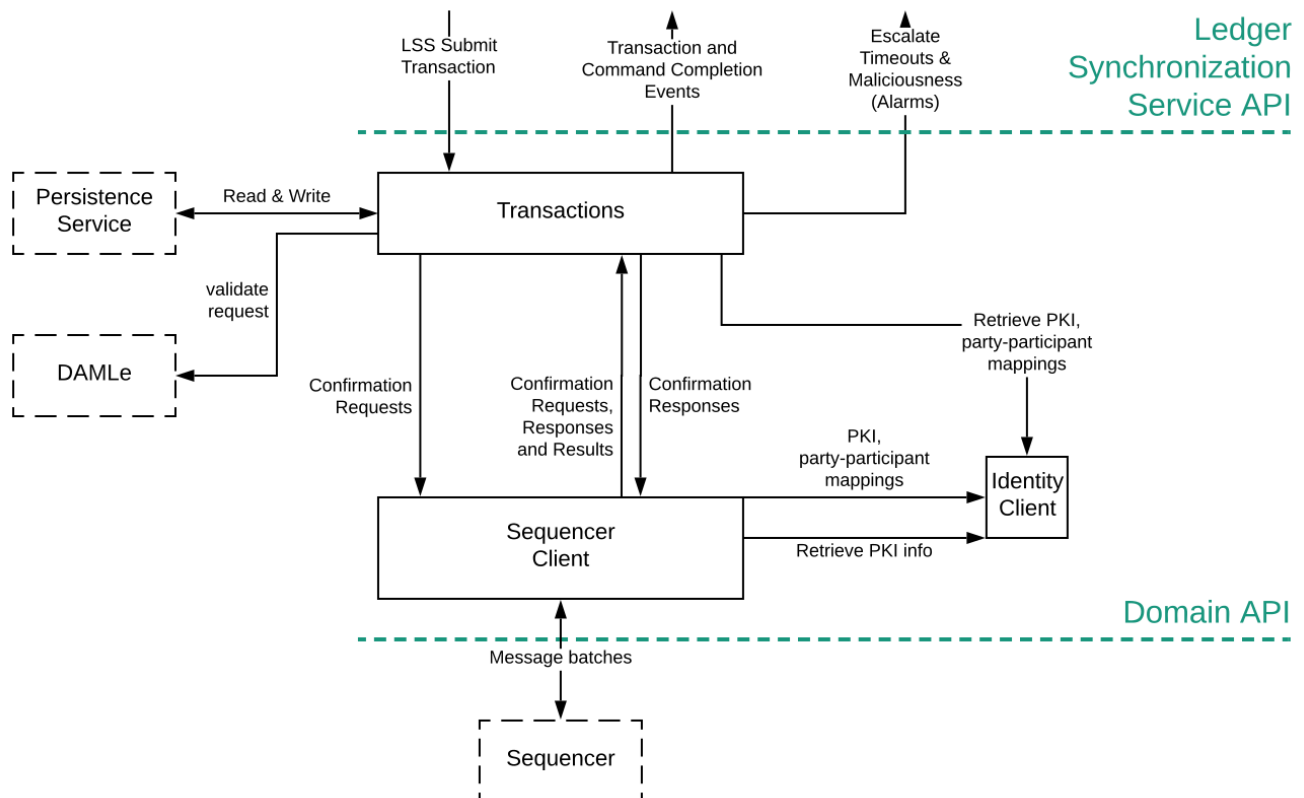 LSS Submit
Transaction
Transaction and
Command Completion
Events
Escalate
Timeouts &
Maliciousness
(Alarms)
Ledger
Synchronization
Service API
Persistence
Service
Read & Write
Transactions
validate
request
DAMLe
Confirmation
Requests
Confirmation
Requests,
Responses
and Results
Confirmation
Responses
Retrieve PKI,
party-participant
mappings
PKI,
party-participant
mappings
Identity
Client
Sequencer
Client
Retrieve PKI info
Domain API
Message batches
Sequencer